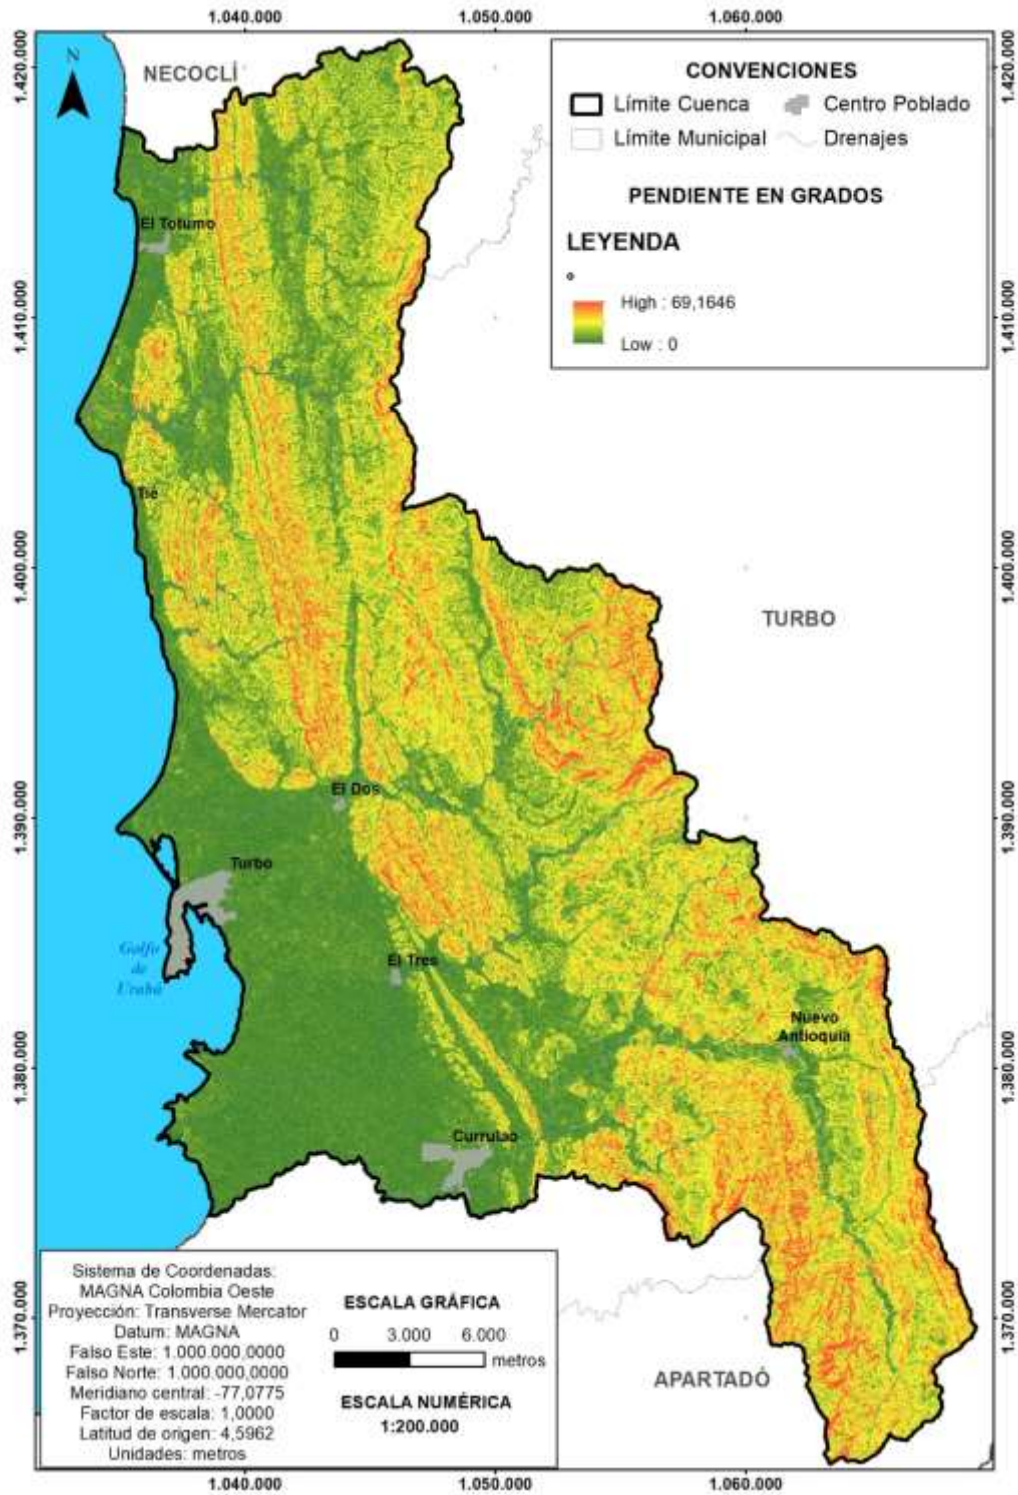 1.040.000
1.050.000
1.060.000
1.420.000
1.420.000
N
NECOCLÍ
CONVENCIONES
Límite Cuenca
Centro Poblado
Límite Municipal
Drenajes
PENDIENTE EN GRADOS
LEYENDA
°
High : 69,1646
Low : 0
El Totumo
1.410.000
1.410.000
Tié
1.400.000
1.400.000
TURBO
El Dos
1.390.000
1.390.000
Turbo
Golfo
de
Urabá
El Tres
Nuevo
Antioquia
1.380.000
1.380.000
Currulao
Sistema de Coordenadas:
MAGNA Colombia Oeste
Proyección: Transverse Mercator
Datum: MAGNA
Falso Este: 1.000.000,0000
Falso Norte: 1.000.000,0000
Meridiano central: -77,0775
Factor de escala: 1,0000
Latitud de origen: 4,5962
Unidades: metros
ESCALA GRÁFICA
0 3.000 6.000
metros
ESCALA NUMÉRICA
1:200.000
1.370.000
1.370.000
APARTADÓ
1.040.000
1.050.000
1.060.000